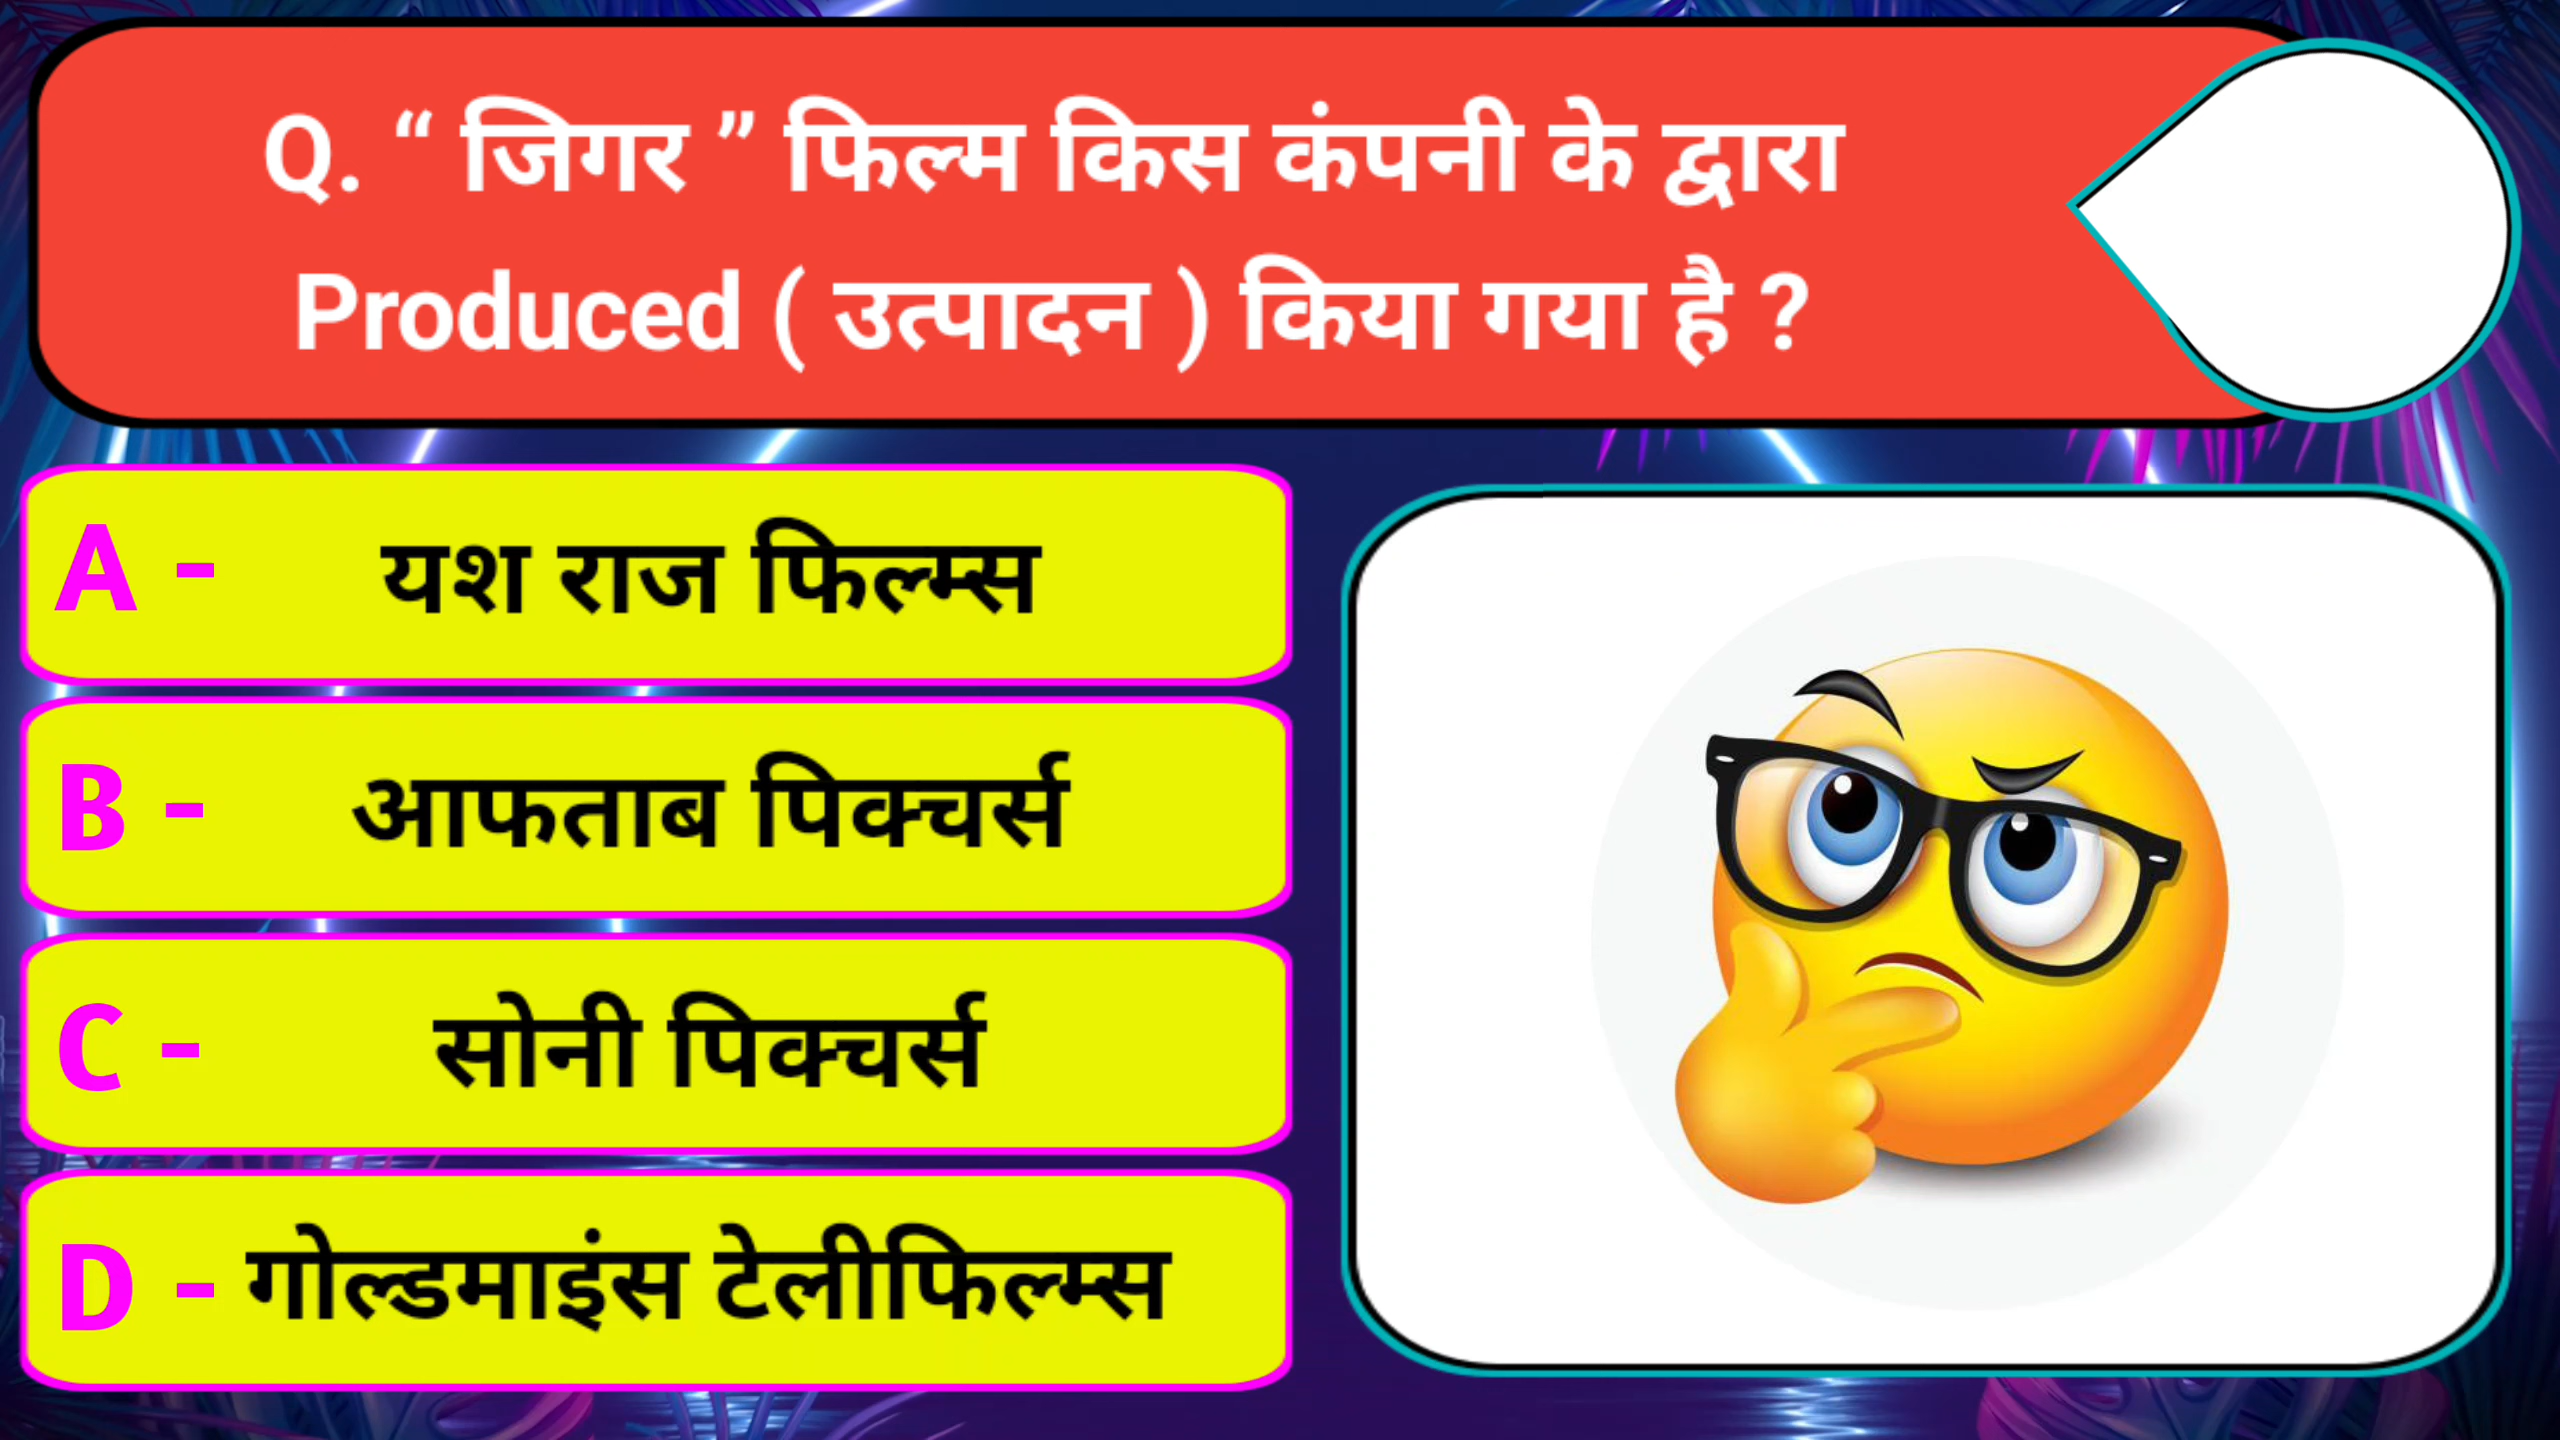 Q. “ जिगर ” फिल्म किस कंपनी के द्वारा
Produced ( उत्पादन ) किया गया है ?
A - यश राज फिल्म्स
B - आफताब पिक्चर्स
C - सोनी पिक्चर्स
D - गोल्डमाइंस टेलीफिल्म्स